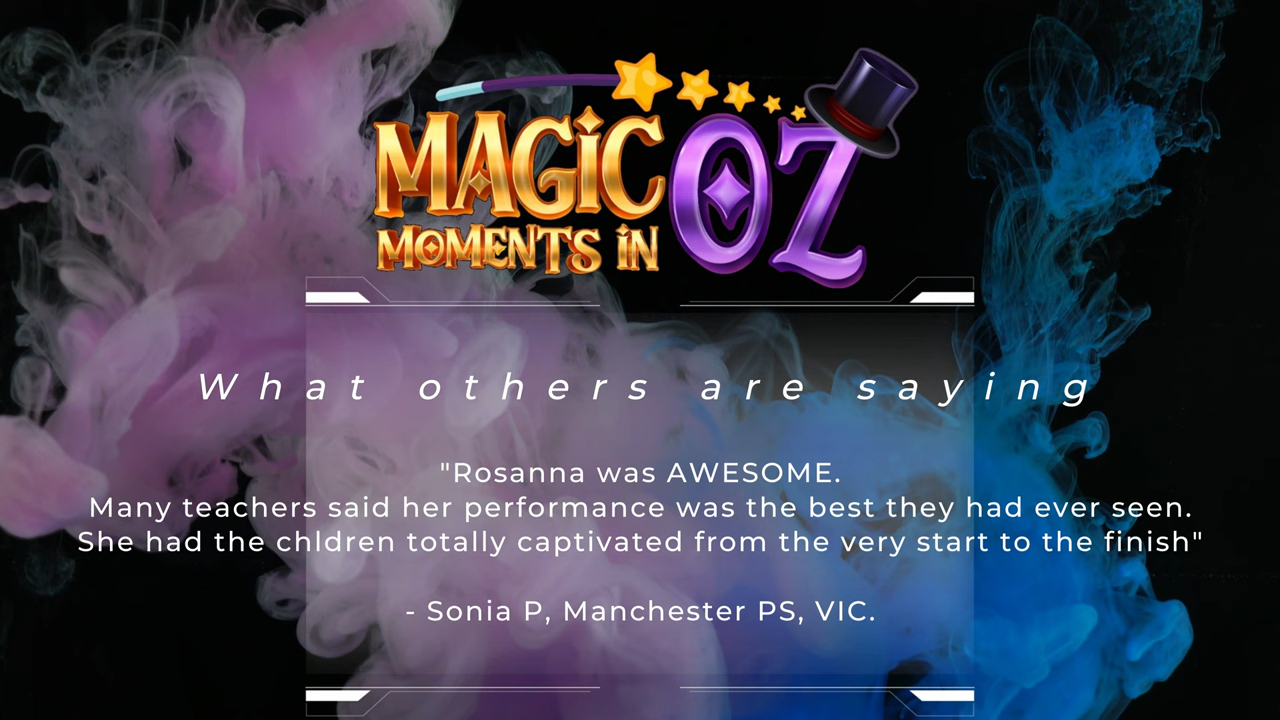 MAGiC OZ
MOMENTS iN
What others are saying
"Rosanna was AWESOME.
Many teachers said her performance was the best they had ever seen.
She had the chldren totally captivated from the very start to the finish"
- Sonia P, Manchester PS, VIC.